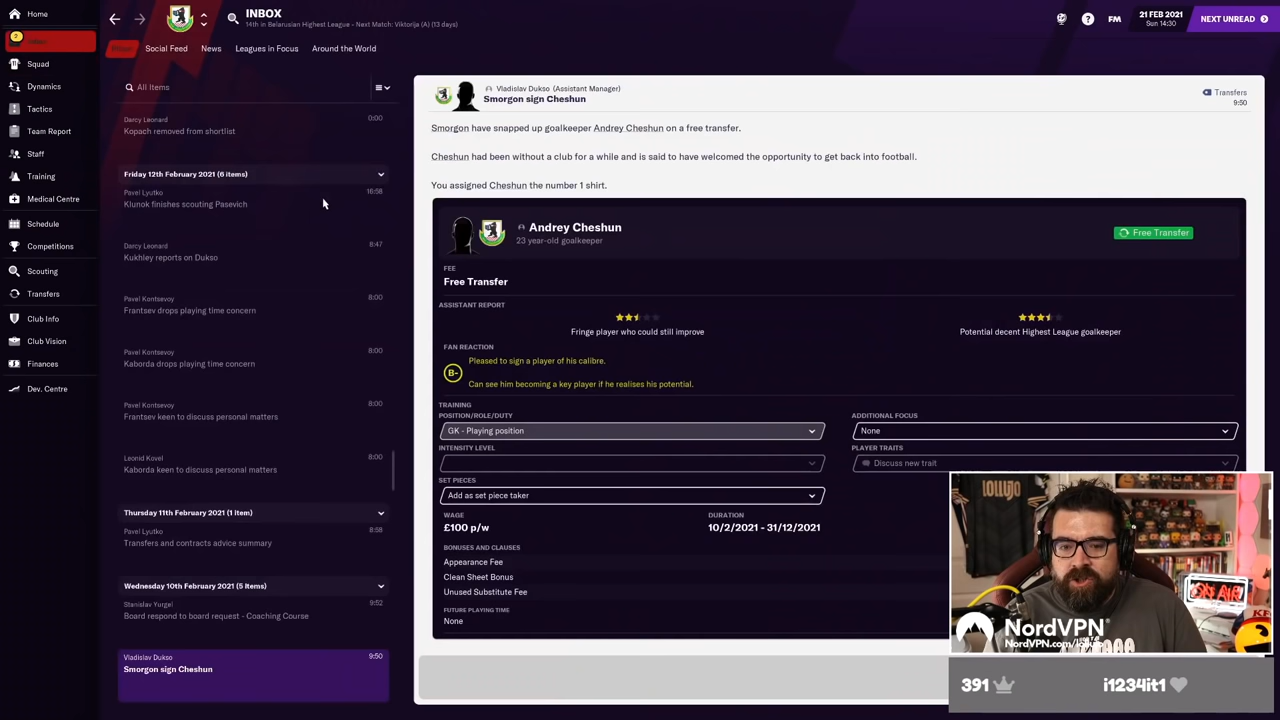 Home
INBOX
14th in Belarusian Highest League - Next Match: Viktorija (A) (13 days)
FM
21 FEB 2021
Sun 14:30
NEXT UNREAD
2
Social Feed
News
Leagues in Focus
Around the World
Squad
Dynamics
Tactics
Team Report
Staff
Training
Medical Centre
Schedule
Competitions
Scouting
Transfers
Club Info
Club Vision
Finances
Dev. Centre
All Items
Darcy Leonard
0:00
Kopach removed from shortlist
Friday 12th February 2021 (6 items)
Pavel Lyutko
16:58
Klunok finishes scouting Pasevich
Darcy Leonard
8:47
Kukhley reports on Dukso
Pavel Kontsevoy
8:00
Frantsev drops playing time concern
Pavel Kontsevoy
8:00
Kaborda drops playing time concern
Pavel Kontsevoy
8:00
Frantsev keen to discuss personal matters
Leonid Kovel
8:00
Kaborda keen to discuss personal matters
Thursday 11th February 2021 (1 item)
Pavel Lyutko
8:58
Transfers and contracts advice summary
Wednesday 10th February 2021 (5 items)
Stanislav Yurgel
9:52
Board respond to board request - Coaching Course
Vladislav Dukso
9:50
Smorgon sign Cheshun
Vladislav Dukso (Assistant Manager)
Smorgon sign Cheshun
Transfers
9:50
Smorgon have snapped up goalkeeper Andrey Cheshun on a free transfer.
Cheshun had been without a club for a while and is said to have welcomed the opportunity to get back into football.
You assigned Cheshun the number 1 shirt.
Andrey Cheshun
23 year-old goalkeeper
Free Transfer
FEE
Free Transfer
ASSISTANT REPORT
Fringe player who could still improve
Potential decent Highest League goalkeeper
FAN REACTION
B-
Pleased to sign a player of his calibre.
Can see him becoming a key player if he realises his potential.
TRAINING
POSITION/ROLE/DUTY
GK - Playing position
ADDITIONAL FOCUS
None
INTENSITY LEVEL
PLAYER TRAITS
Discuss new trait
SET PIECES
Add as set piece taker
WAGE
£100 p/w
DURATION
10/2/2021 - 31/12/2021
BONUSES AND CLAUSES
Appearance Fee
Clean Sheet Bonus
Unused Substitute Fee
FUTURE PLAYING TIME
None
lollujo
ON AIR
NordVPN®
NordVPN.com/lollujo
391
i1234it1